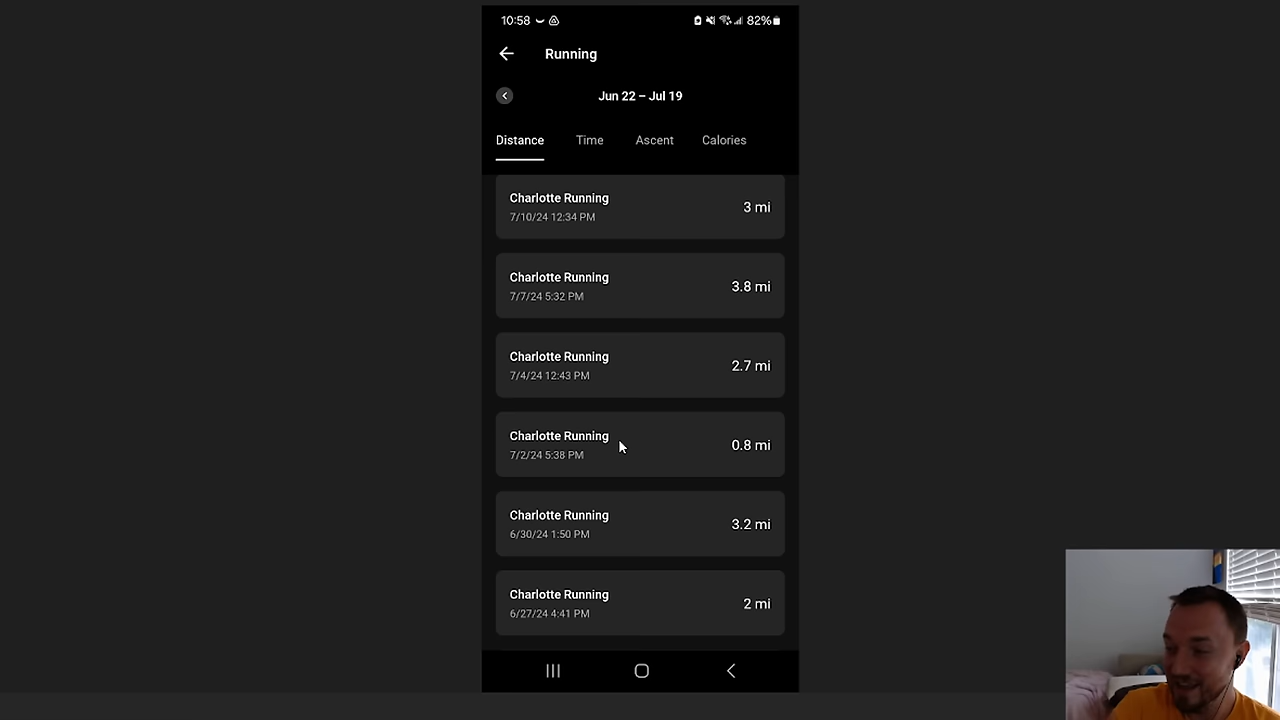 10:58
82%
Running
Jun 22 – Jul 19
Distance Time Ascent Calories
Charlotte Running
7/10/24 12:34 PM
3 mi
Charlotte Running
7/7/24 5:32 PM
3.8 mi
Charlotte Running
7/4/24 12:43 PM
2.7 mi
Charlotte Running
7/2/24 5:38 PM
0.8 mi
Charlotte Running
6/30/24 1:50 PM
3.2 mi
Charlotte Running
6/27/24 4:41 PM
2 mi